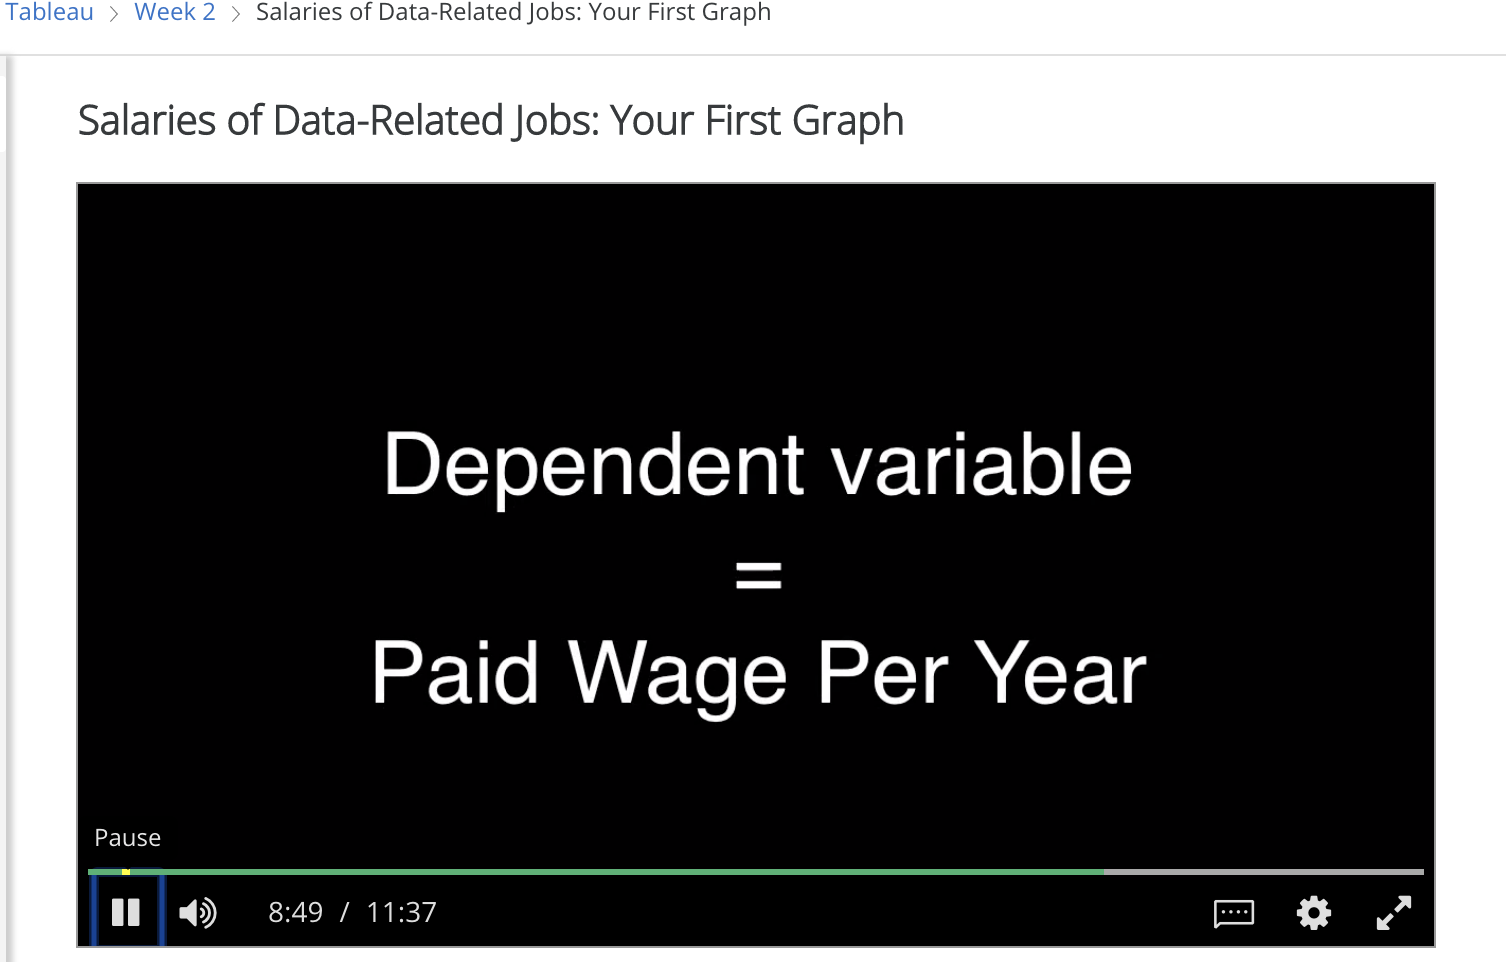 Tableau > Week 2 > Salaries of Data-Related Jobs: Your First Graph
Salaries of Data-Related Jobs: Your First Graph
Dependent variable
=
Paid Wage Per Year
Pause
8:49 / 11:37